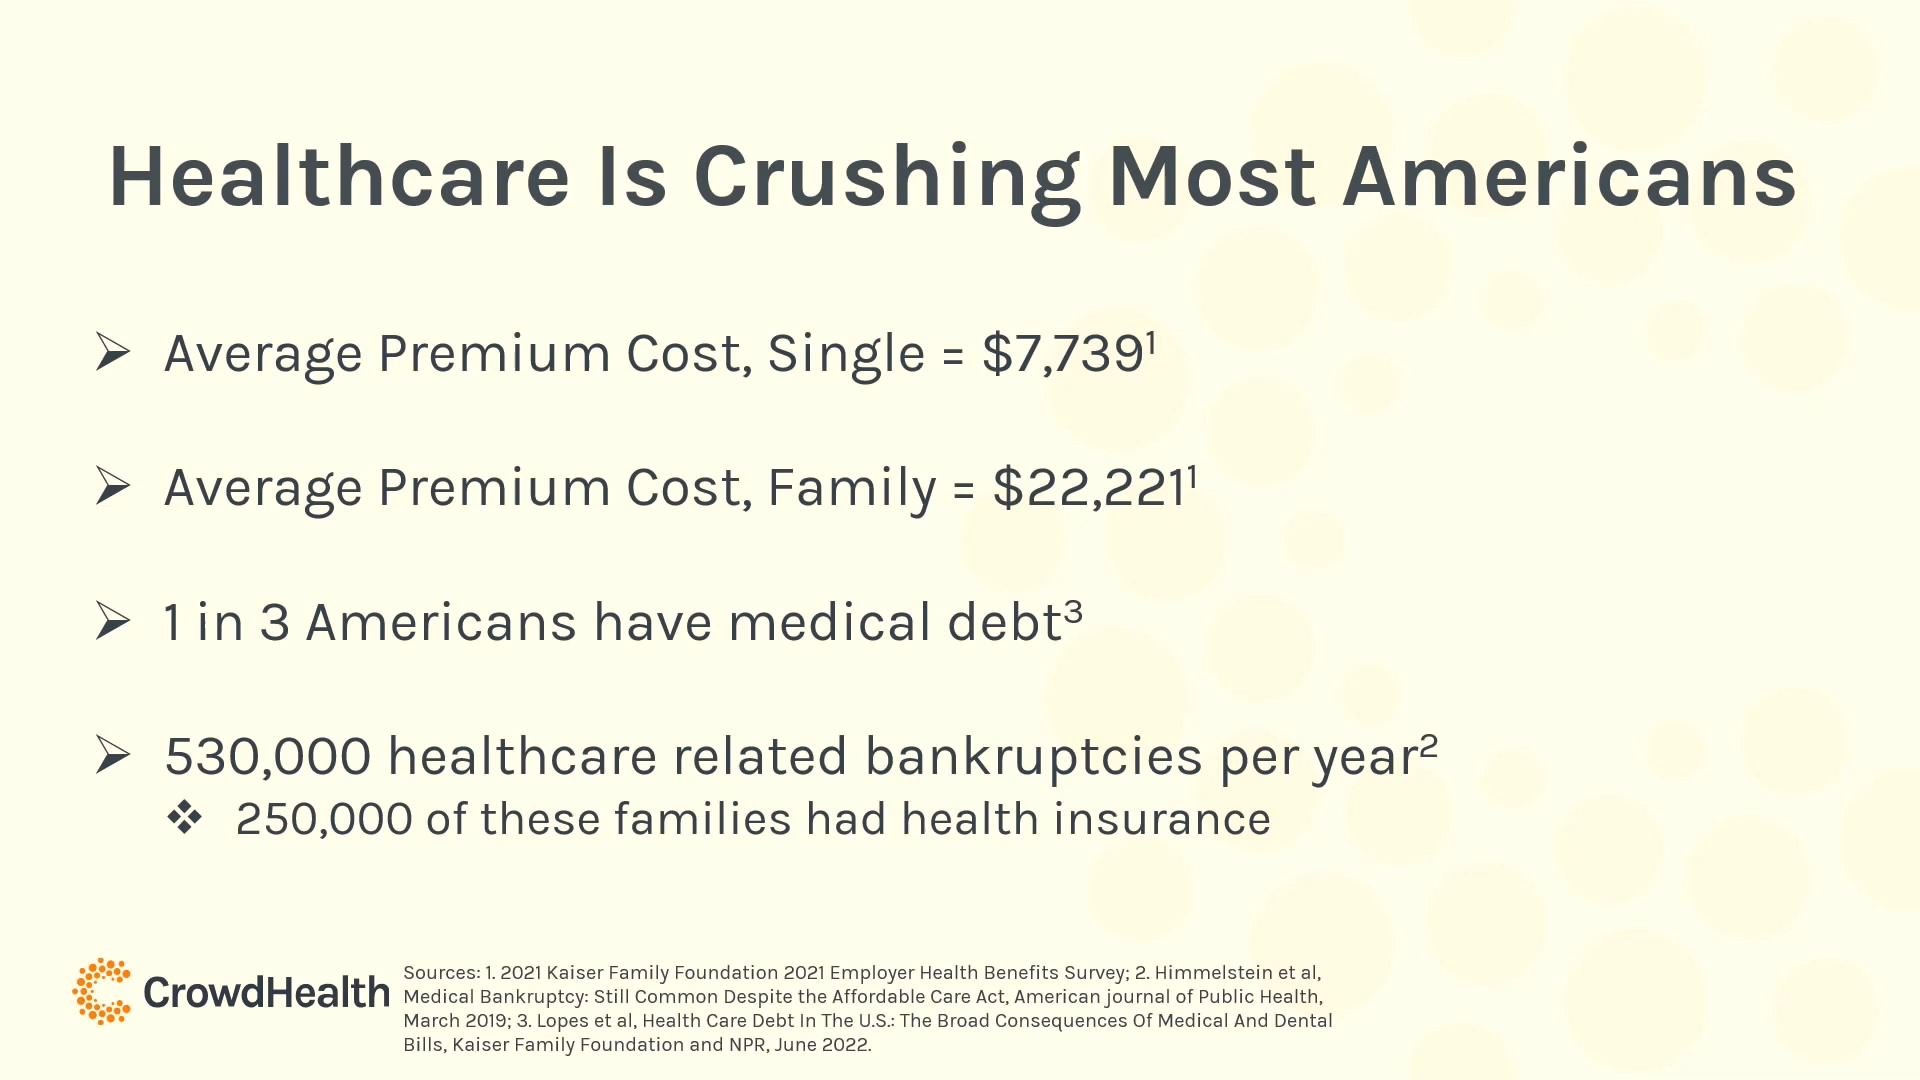 Healthcare Is Crushing Most Americans
➢ Average Premium Cost, Single = $7,739¹
➢ Average Premium Cost, Family = $22,221¹
➢ 1 in 3 Americans have medical debt³
➢ 530,000 healthcare related bankruptcies per year²
❖ 250,000 of these families had health insurance
CrowdHealth
Sources: 1. 2021 Kaiser Family Foundation 2021 Employer Health Benefits Survey; 2. Himmelstein et al,
Medical Bankruptcy: Still Common Despite the Affordable Care Act, American journal of Public Health,
March 2019; 3. Lopes et al, Health Care Debt In The U.S.: The Broad Consequences Of Medical And Dental
Bills, Kaiser Family Foundation and NPR, June 2022.